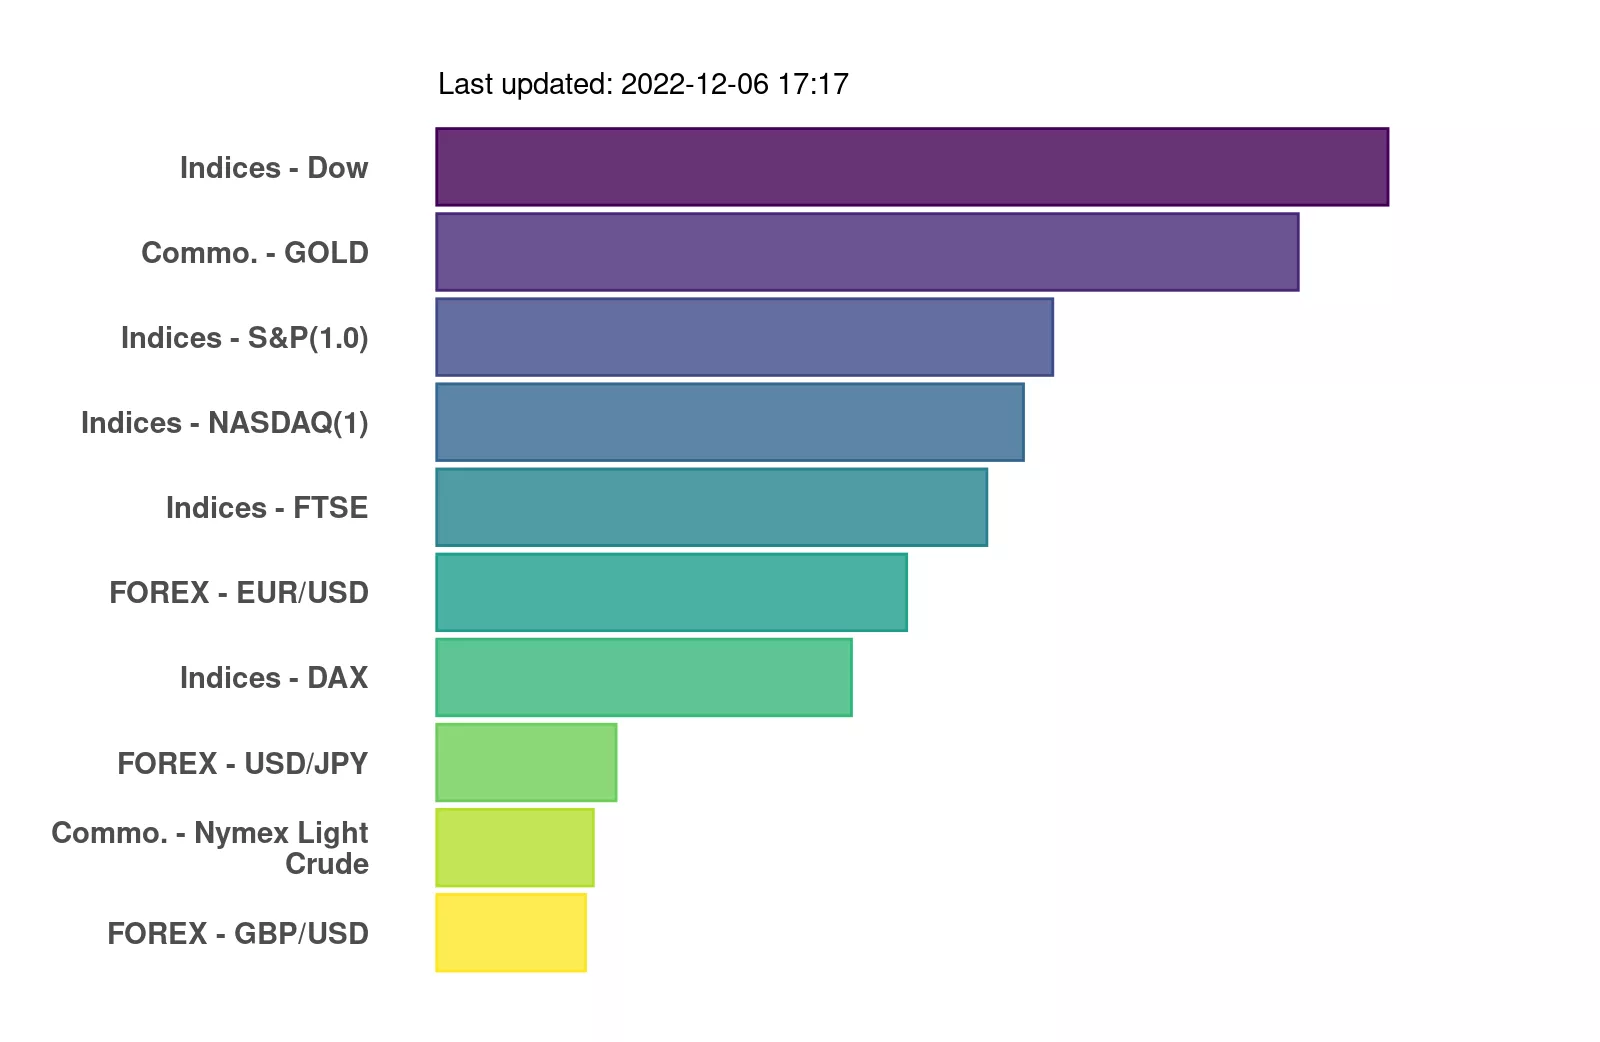 Last updated: 2022-12-06 17:17
Indices - Dow
Commo. - GOLD
Indices - S&P(1.0)
Indices - NASDAQ(1)
Indices - FTSE
FOREX - EUR/USD
Indices - DAX
FOREX - USD/JPY
Commo. - Nymex Light
Crude
FOREX - GBP/USD